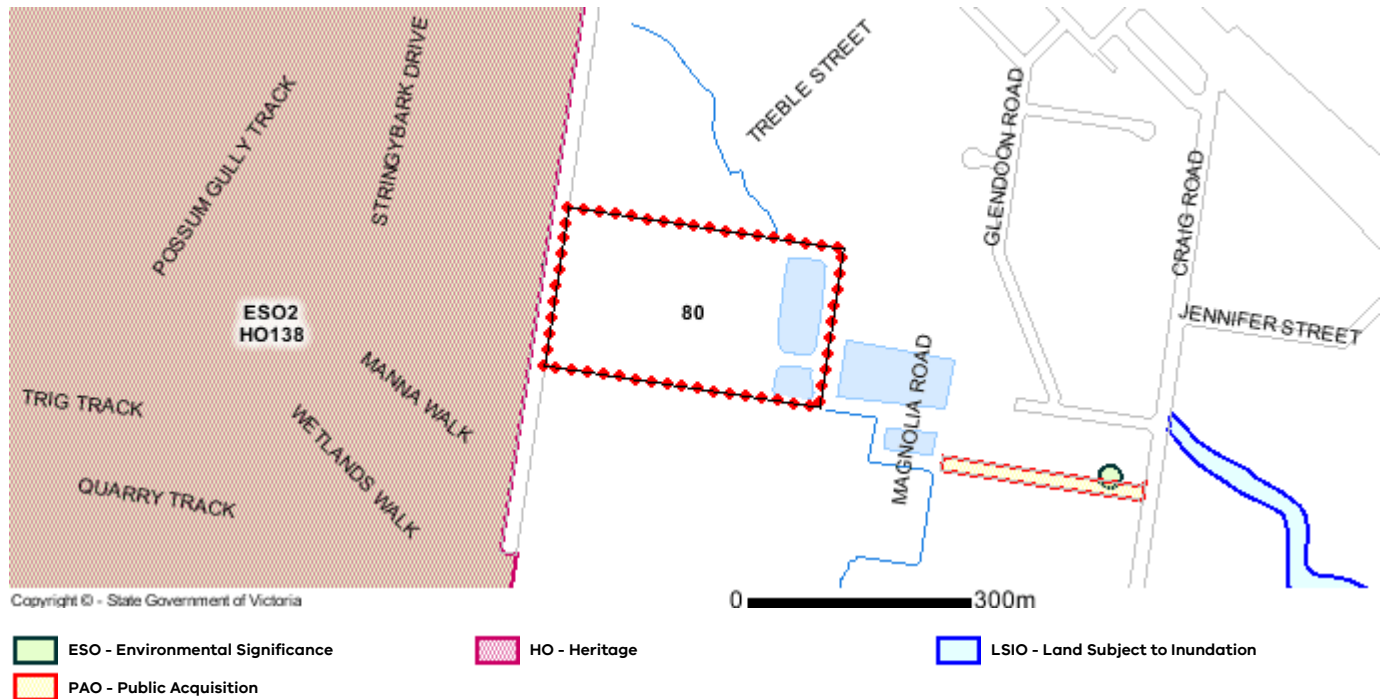 TREBLE STREET
STRINGYBARK DRIVE
POSSUM GULLY TRACK
GLENDOON ROAD
CRAIG ROAD
80
ESO2
HO138
JENNIFER STREET
MANNA WALK
MAGNOLIA ROAD
TRIG TRACK
WETLANDS WALK
QUARRY TRACK
Copyright © - State Government of Victoria
0 300m
ESO - Environmental Significance
HO - Heritage
LSIO - Land Subject to Inundation
PAO - Public Acquisition